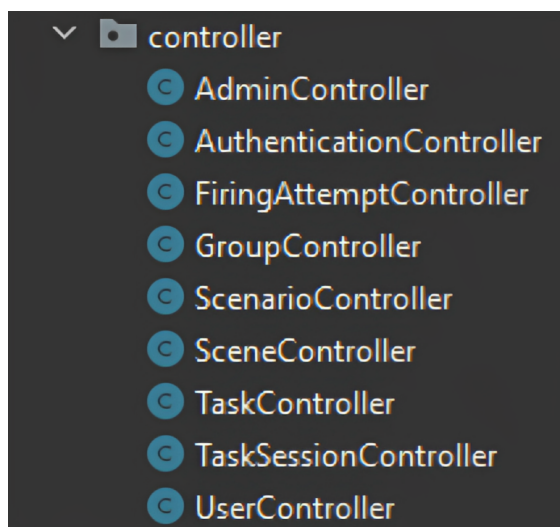 controller
AdminController
AuthenticationController
FiringAttemptController
GroupController
ScenarioController
SceneController
TaskController
TaskSessionController
UserController